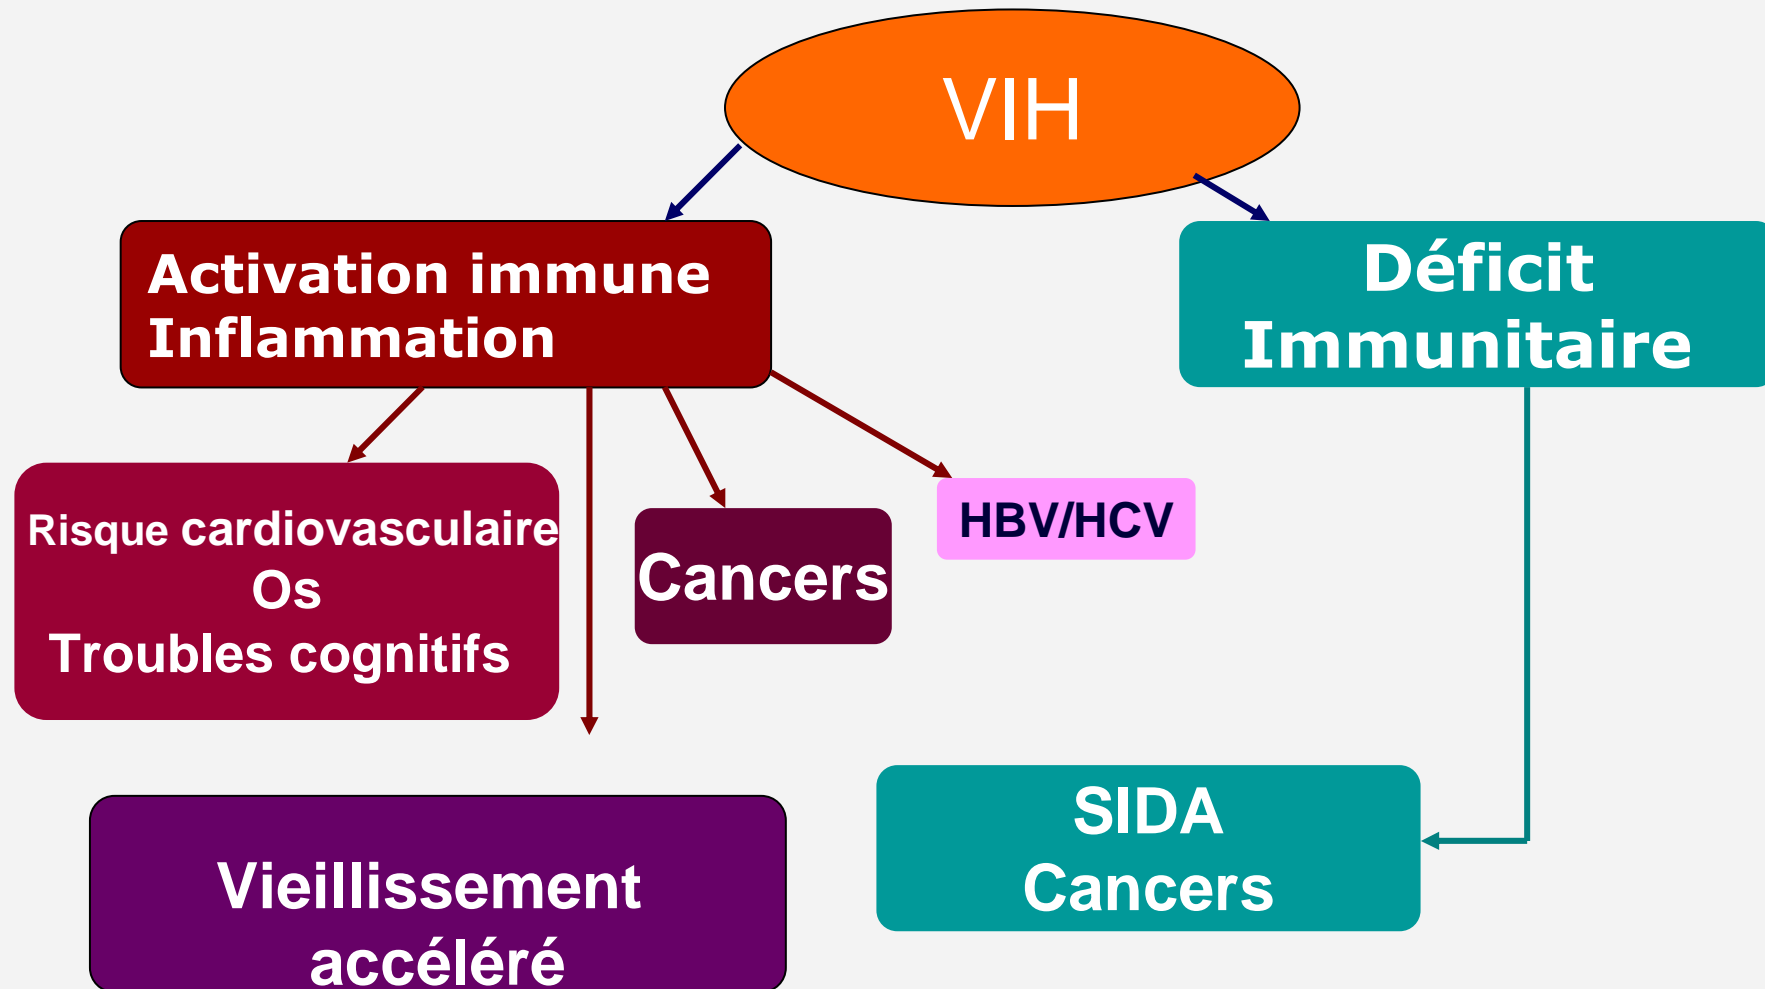 VIH
Activation immune
Inflammation
Déficit
Immunitaire
Risque cardiovasculaire
Os
Troubles cognitifs
Cancers
HBV/HCV
Vieillissement
accéléré
SIDA
Cancers